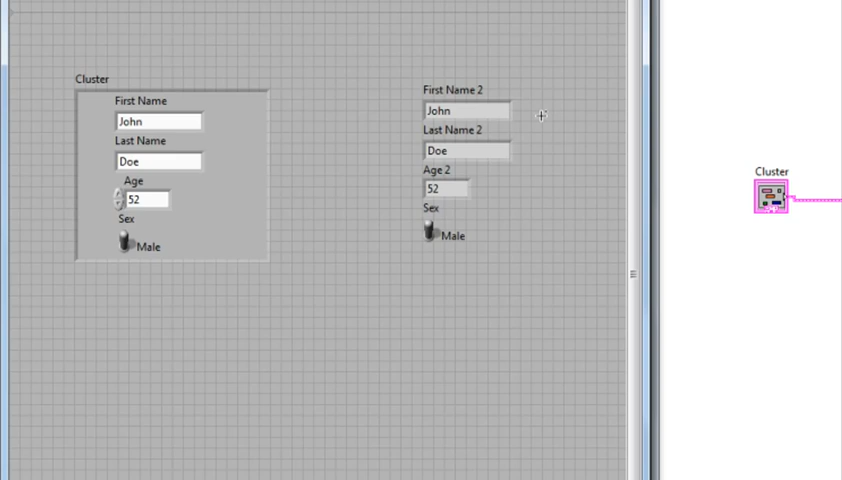 Cluster
First Name
John
Last Name
Doe
Age
52
Sex
Male
First Name 2
John
Last Name 2
Doe
Age 2
52
Sex
Male
Cluster